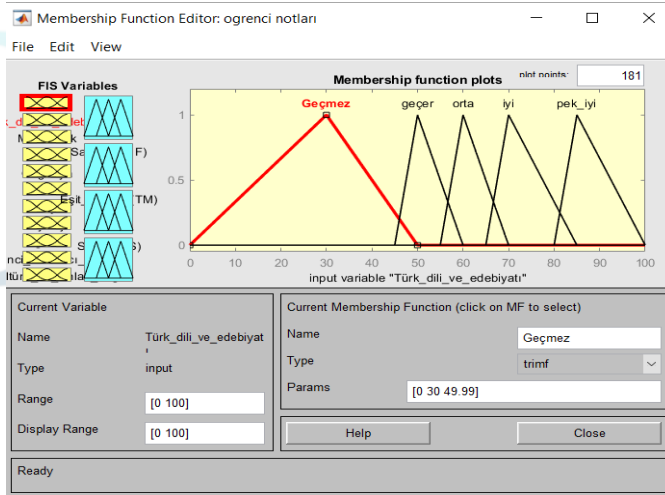 Membership Function Editor: ogrenci notları
File Edit View
FIS Variables
Membership function plots
plot points:
181
F)
TM)
Geçmez geçer orta iyi pek_iyi
1
0.5
0
0 10 20 30 40 50 60 70 80 90 100
input variable "Türk_dili_ve_edebiyatı"
Current Variable
Name
Türk_dili_ve_edebiyat
ı
Type
input
Range
[0 100]
Display Range
[0 100]
Current Membership Function (click on MF to select)
Name
Geçmez
Type
trimf
Params
[0 30 49.99]
Help
Close
Ready